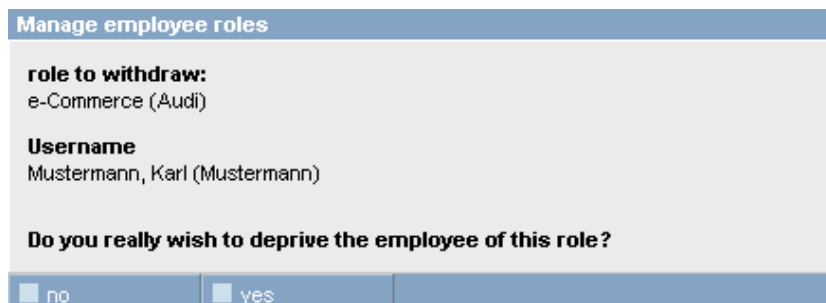 Manage employee roles
role to withdraw:
e-Commerce (Audi)
Username
Mustermann, Karl (Mustermann)
Do you really wish to deprive the employee of this role?
no yes